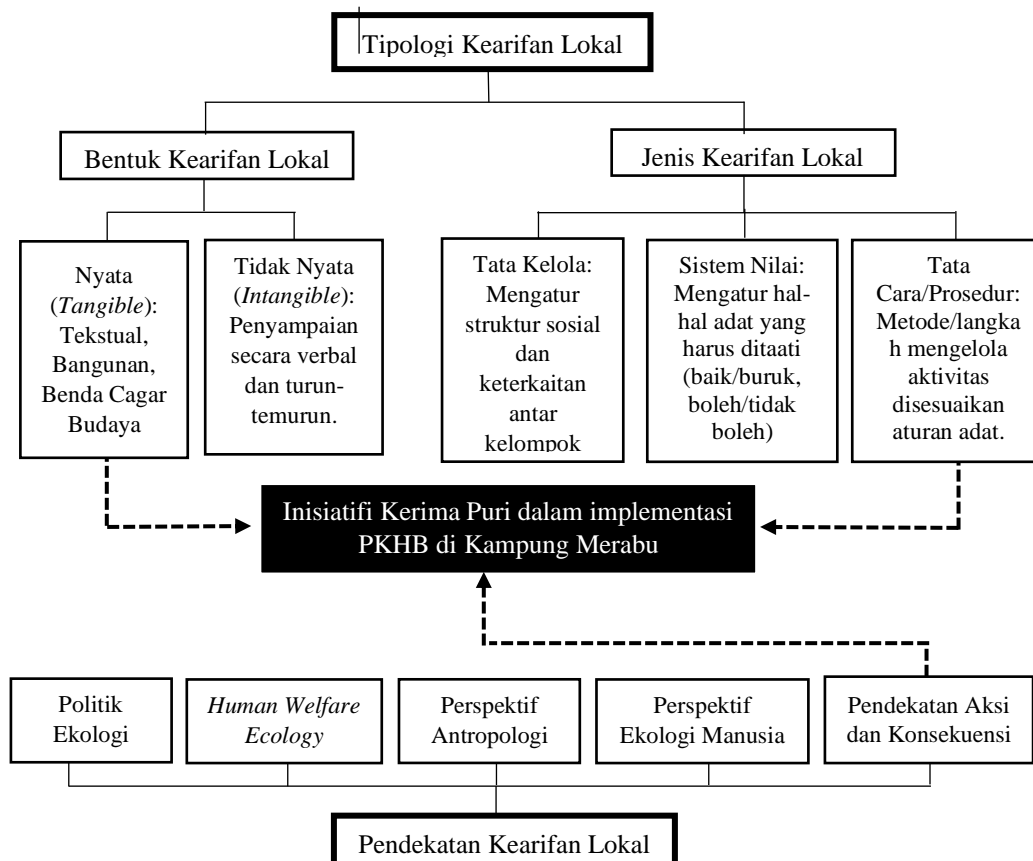 Tipologi Kearifan Lokal
Bentuk Kearifan Lokal
Jenis Kearifan Lokal
Nyata
(Tangible):
Tekstual,
Bangunan,
Benda Cagar
Budaya
Tidak Nyata
(Intangible):
Penyampaian
secara verbal
dan turun-
temurun.
Tata Kelola:
Mengatur
struktur sosial
dan
keterkaitan
antar
kelompok
Sistem Nilai:
Mengatur hal-
hal adat yang
harus ditaati
(baik/buruk,
boleh/tidak
boleh)
Tata
Cara/Prosedur:
Metode/langka
h mengelola
aktivitas
disesuaikan
aturan adat.
Inisiatifi Kerima Puri dalam implementasi
PKHB di Kampung Merabu
Politik
Ekologi
Human Welfare
Ecology
Perspektif
Antropologi
Perspektif
Ekologi Manusia
Pendekatan Aksi
dan Konsekuensi
Pendekatan Kearifan Lokal